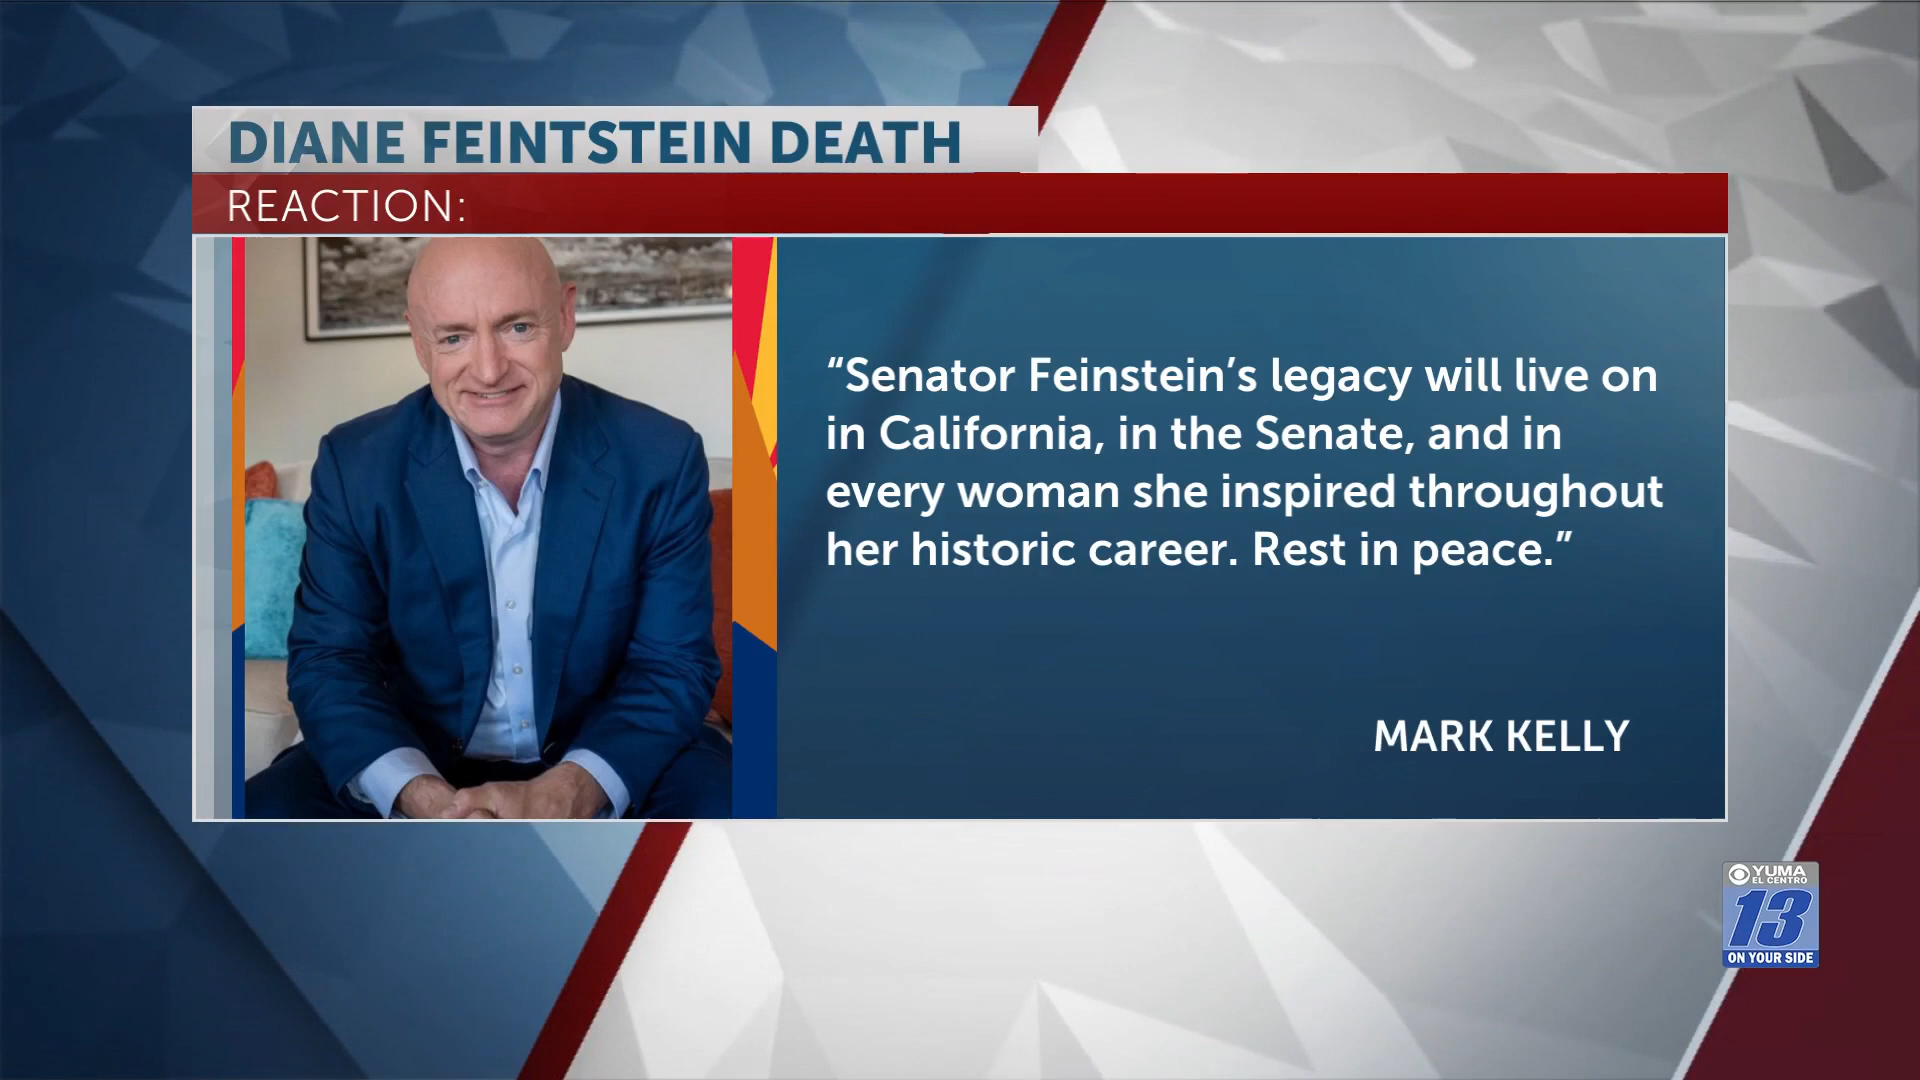 DIANE FEINTSTEIN DEATH
REACTION:
“Senator Feinstein’s legacy will live on
in California, in the Senate, and in
every woman she inspired throughout
her historic career. Rest in peace.”
MARK KELLY
YUMA
EL CENTRO
13
ON YOUR SIDE